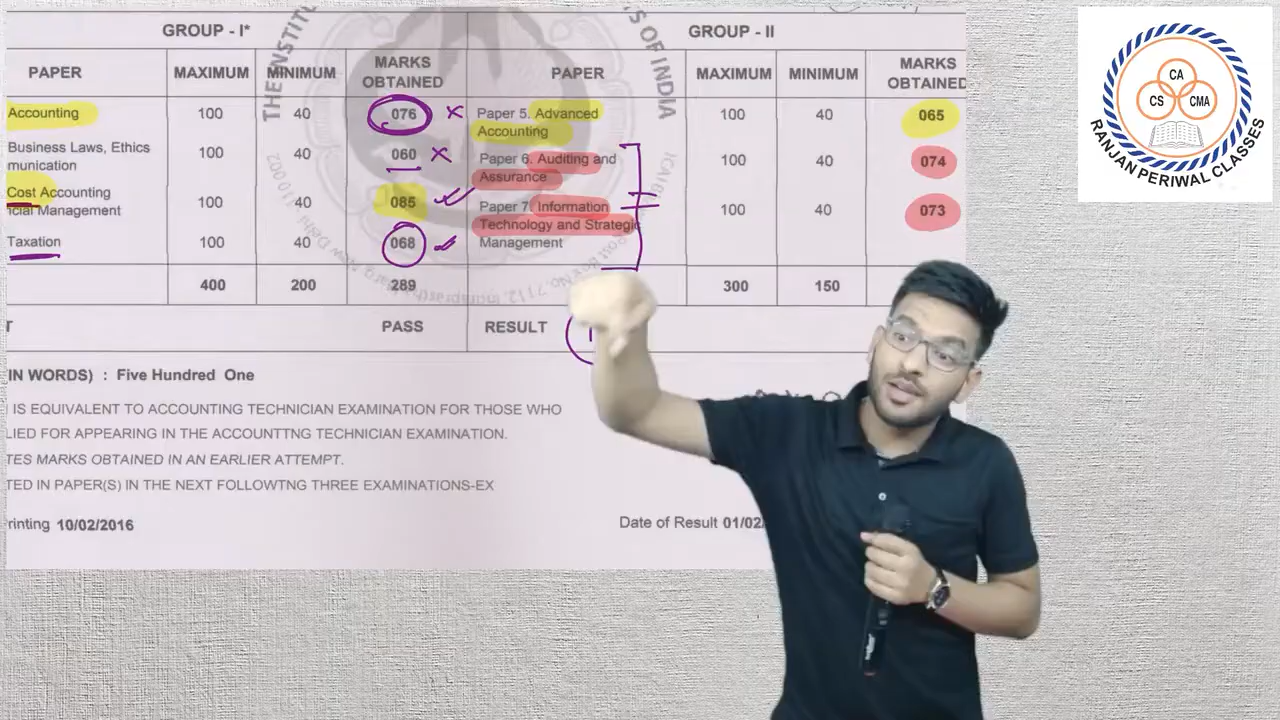 GROUP - I* GROUP - II
PAPER MAXIMUM MINIMUM MARKS OBTAINED PAPER MAXIMUM MINIMUM MARKS OBTAINED
Accounting 100 40 076 Paper 5. Advanced Accounting 100 40 065
Business Laws, Ethics 100 40 060 Paper 6. Auditing and Assurance 100 40 074
munication
Cost Accounting 100 40 085 Paper 7. Information Technology and Strategic Management 100 40 073
ncial Management
Taxation 100 40 068
400 200 289 300 150
T PASS RESULT
IN WORDS) : Five Hundred One
IS EQUIVALENT TO ACCOUNTING TECHNICIAN EXAMINATION FOR THOSE WHO
LIED FOR APPEARING IN THE ACCOUNTTNG TECHNICIAN EXAMINATION.
TES MARKS OBTAINED IN AN EARLIER ATTEMPT.
TED IN PAPER(S) IN THE NEXT FOLLOWTNG THREE EXAMINATIONS-EX
rinting 10/02/2016 Date of Result 01/02/
CA
CS CMA
RANJAN PERIWAL CLASSES